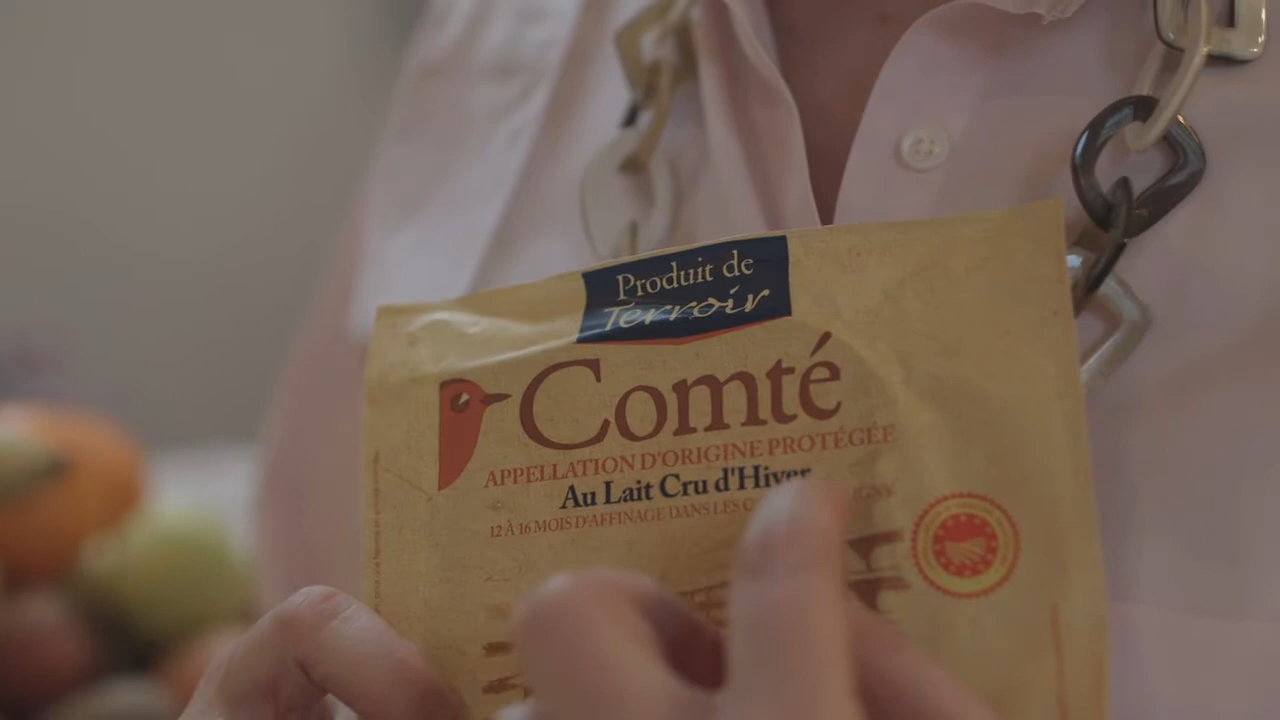 Produit de
Terroir
Comté
APPELLATION D'ORIGINE PROTÉGÉE
Au Lait Cru d'Hiver
12 À 16 MOIS D'AFFINAGE DANS LES